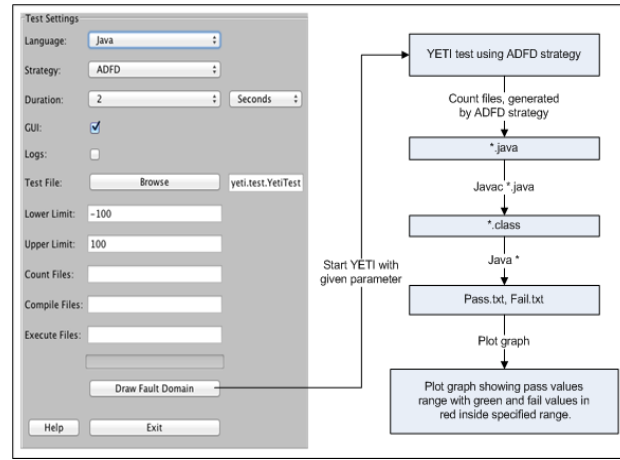 Test Settings
Language: Java
Strategy: ADFD
Duration: 2 Seconds
GUI:
Logs:
Test File: Browse yeti.test.YetiTest
Lower Limit: -100
Upper Limit: 100
Count Files:
Compile Files:
Execute Files:
Draw Fault Domain
Help Exit
Start YETI with
given parameter
YETI test using ADFD strategy
Count files, generated
by ADFD strategy
*.java
Javac *.java
*.class
Java *
Pass.txt, Fail.txt
Plot graph
Plot graph showing pass values
range with green and fail values in
red inside specified range.